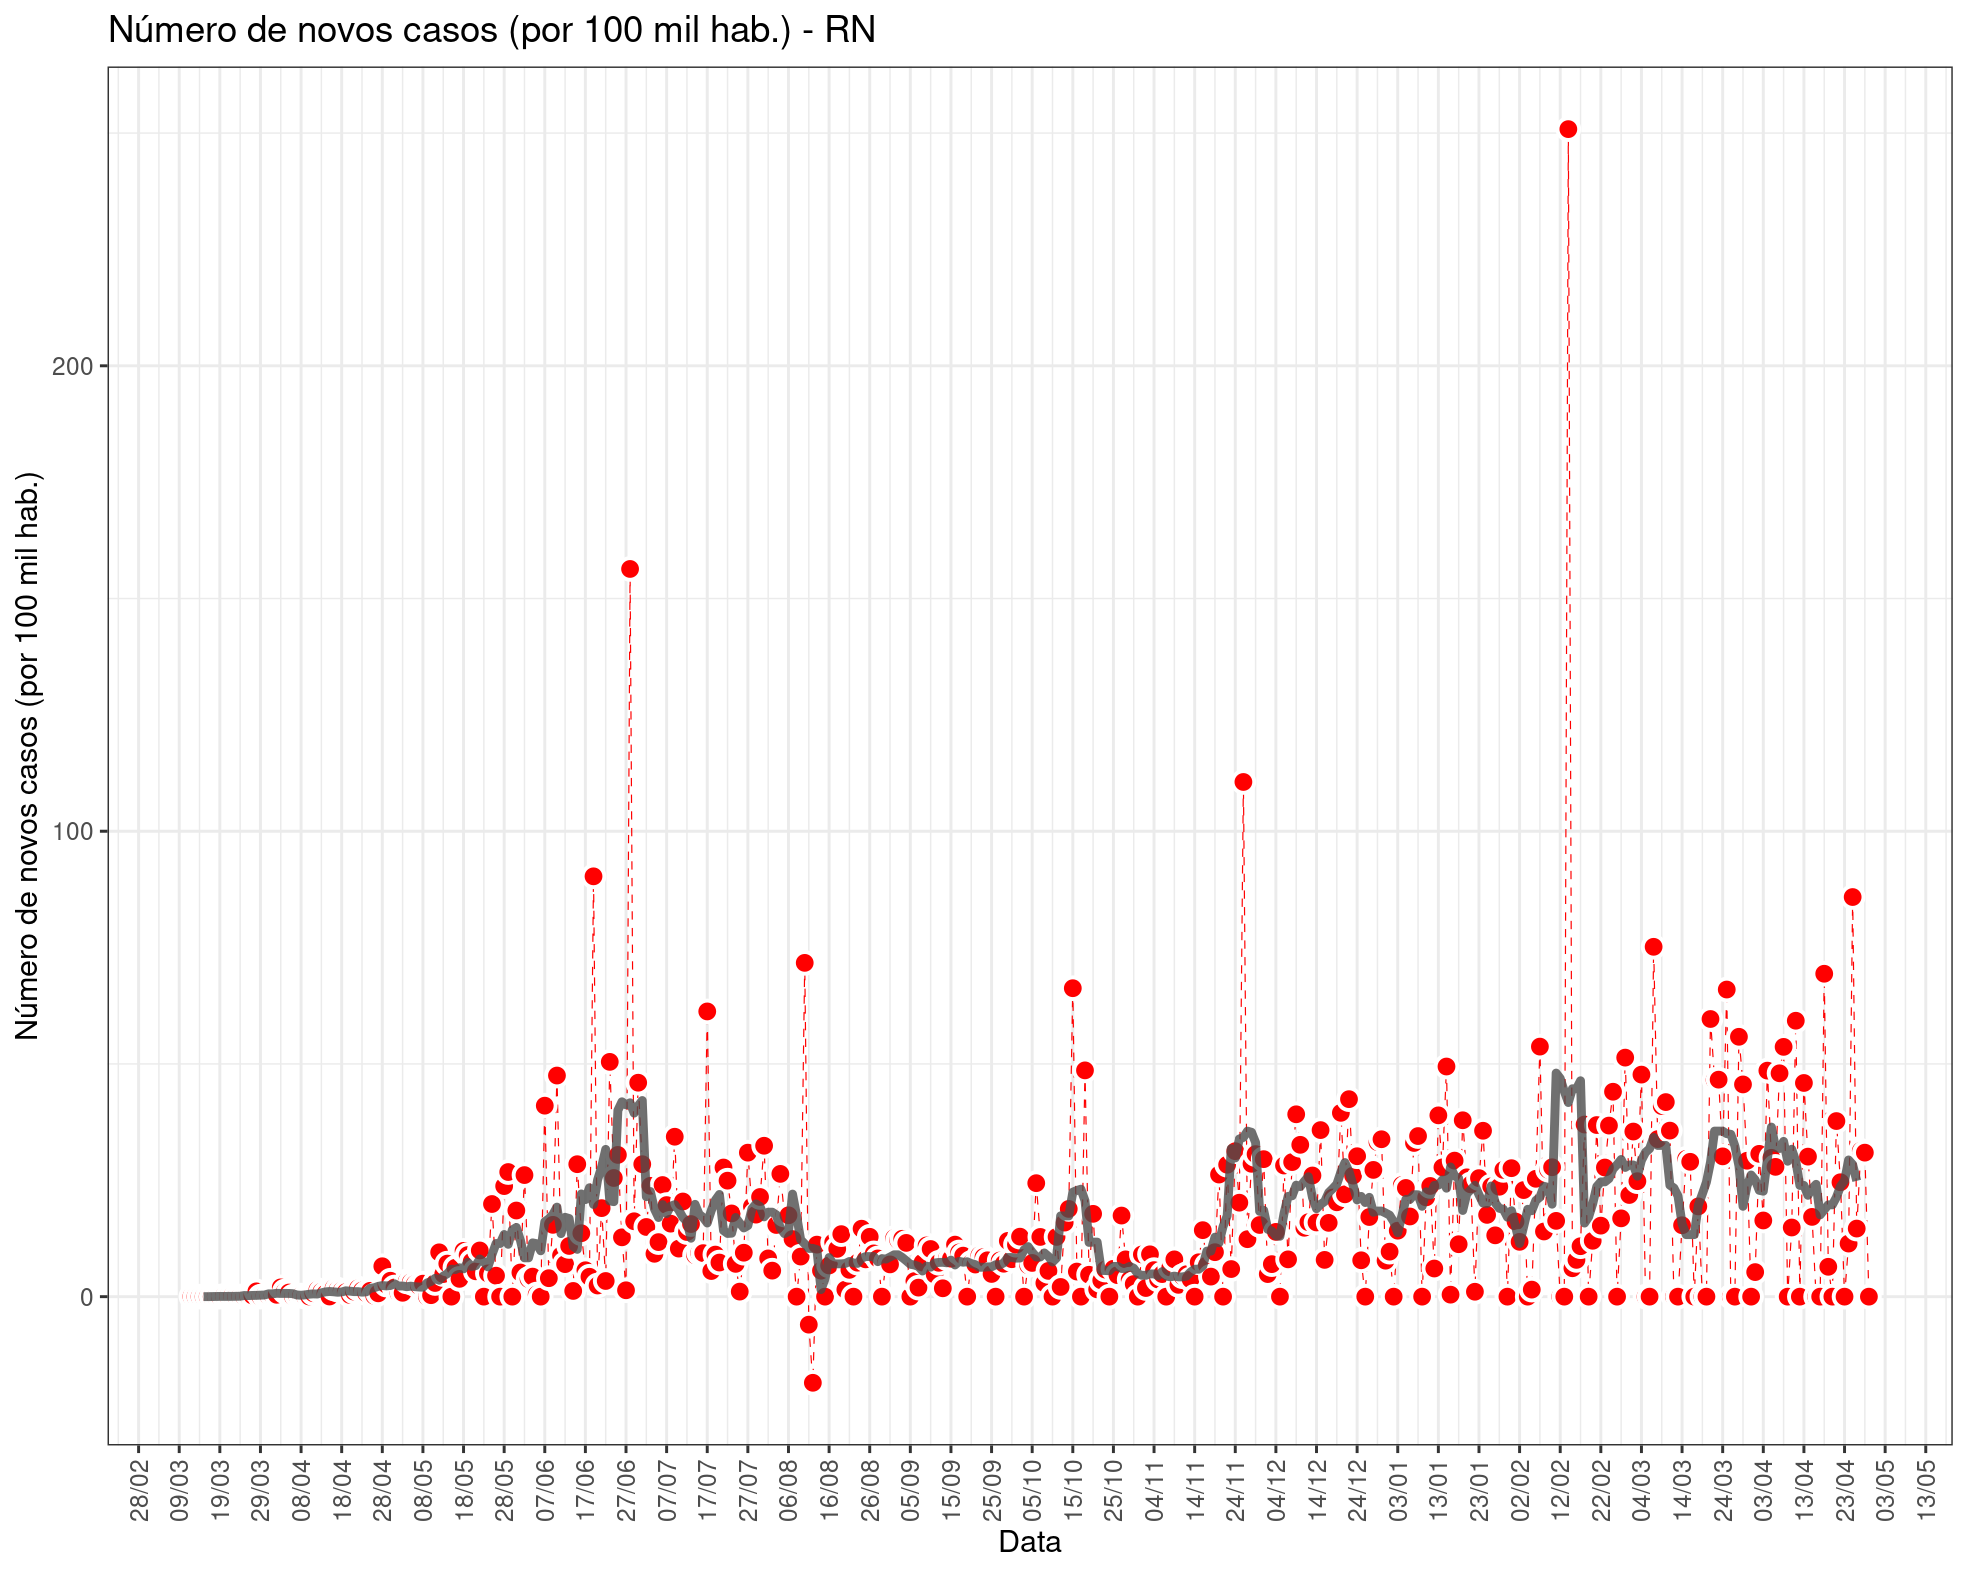 Número de novos casos (por 100 mil hab.) - RN
Número de novos casos (por 100 mil hab.)
200
100
0
28/02 09/03 19/03 29/03 08/04 18/04 28/04 08/05 18/05 28/05 07/06 17/06 27/06 07/07 17/07 27/07 06/08 16/08 26/08 05/09 15/09 25/09 05/10 15/10 25/10 04/11 14/11 24/11 04/12 14/12 24/12 03/01 13/01 23/01 02/02 12/02 22/02 04/03 14/03 24/03 03/04 13/04 23/04 03/05 13/05
Data